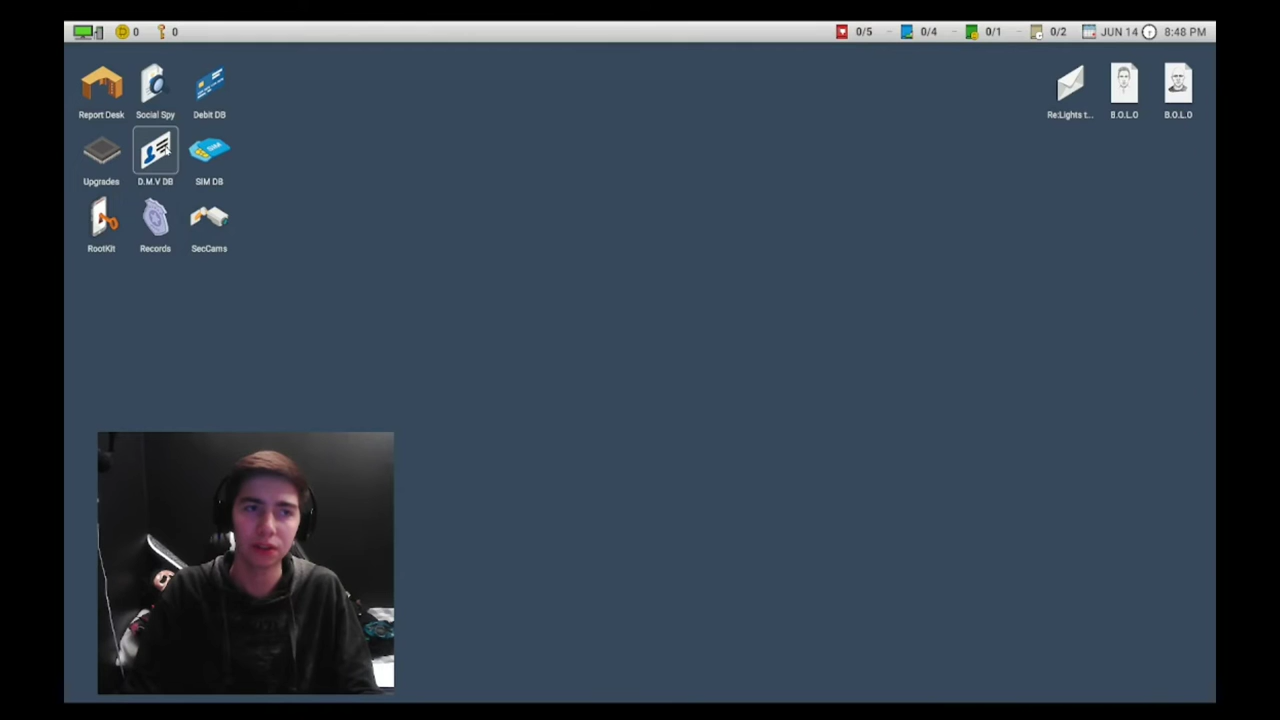 0 0 0/5 0/4 0/1 0/2 JUN 14 8:48 PM
Report Desk Social Spy Debit DB Re:Lights t... B.O.L.O B.O.L.O
Upgrades D.M.V DB SIM DB
RootKit Records SecCams